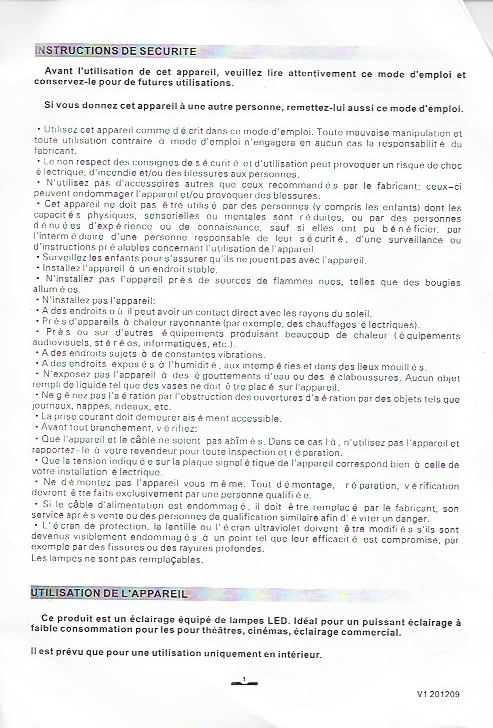 INSTRUCTIONS DE SECURITE
Avant l'utilisation de cet appareil, veuillez lire attentivement ce mode d'emploi et
conservez-le pour de futures utilisations.
Si vous donnez cet appareil à une autre personne, remettez-lui aussi ce mode d'emploi.
• Utilisez cet appareil comme décrit dans ce mode d'emploi. Toute mauvaise manipulation et
toute utilisation contraire à mode d'emploi n'engagera en aucun cas la responsabilité du
fabricant.
• Le non respect des consignes de sécurité et d'utilisation peut provoquer un risque de choc
électrique, d'incendie et/ou des blessures aux personnes.
• N'utilisez pas d'accessoires autres que ceux recommandés par le fabricant; ceux-ci
peuvent endommager l'appareil et/ou provoquer des blessures.
• Cet appareil ne doit pas être utilisé par des personnes (y compris les enfants) dont les
capacités physiques, sensorielles ou mentales sont réduites, ou par des personnes
dénuées d'expérience ou de connaissance, sauf si elles ont pu bénéficier, par
l'intermédiaire d'une personne responsable de leur sécurité, d'une surveillance ou
d'instructions préalables concernant l'utilisation de l'appareil.
• Surveillez les enfants pour s'assurer qu'ils ne jouent pas avec l'appareil.
• Installez l'appareil à un endroit stable.
• N'installez pas l'appareil près de sources de flammes nues, telles que des bougies
allumées.
• N'installez pas l'appareil:
• A des endroits où il peut avoir un contact direct avec les rayons du soleil.
• Près d'appareils à chaleur rayonnante (par exemple, des chauffages électriques).
• Près ou sur d'autres équipements produisant beaucoup de chaleur (équipements
audiovisuels, stéréos, informatiques, etc.).
• A des endroits sujets à de constantes vibrations.
• A des endroits exposés à l'humidité, aux intempéries et dans des lieux mouillés.
• N'exposez pas l'appareil à des égouttements d'eau ou des éclaboussures. Aucun objet
rempli de liquide tel que des vases ne doit être placé sur l'appareil.
• Ne gênez pas l'aération par l'obstruction des ouvertures d'aération par des objets tels que
journaux, nappes, rideaux, etc.
• La prise courant doit demeurer aisément accessible.
• Avant tout branchement, vérifiez:
• Que l'appareil et le câble ne soient pas abîmés. Dans ce cas là, n'utilisez pas l'appareil et
rapportez-le à votre revendeur pour toute inspection et réparation.
• Que la tension indiquée sur la plaque signalétique de l'appareil correspond bien à celle de
votre installation électrique.
• Ne démontez pas l'appareil vous même. Tout démontage, réparation, vérification
devront être faits exclusivement par une personne qualifiée.
• Si le câble d'alimentation est endommagé, il doit être remplacé par le fabricant, son
service après vente ou des personnes de qualification similaire afin d'éviter un danger.
• L'écran de protection, la lentille ou l'écran ultraviolet doivent être modifiés s'ils sont
devenus visiblement endommagés à un point tel que leur efficacité est compromise, par
exemple par des fissures ou des rayures profondes.
Les lampes ne sont pas remplaçables.
UTILISATION DE L'APPAREIL
Ce produit est un éclairage équipé de lampes LED. Idéal pour un puissant éclairage à
faible consommation pour les pour théâtres, cinémas, éclairage commercial.
Il est prévu que pour une utilisation uniquement en intérieur.
1
V1 201209